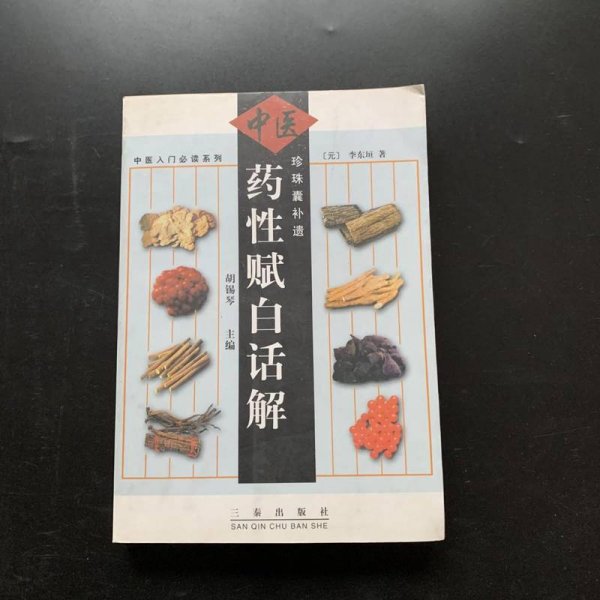 中医
中医入门必读系列
〔元〕 李东垣 著
珍珠囊补遗
药性赋白话解
胡锡琴 主编
三秦出版社
SAN QIN CHU BAN SHE